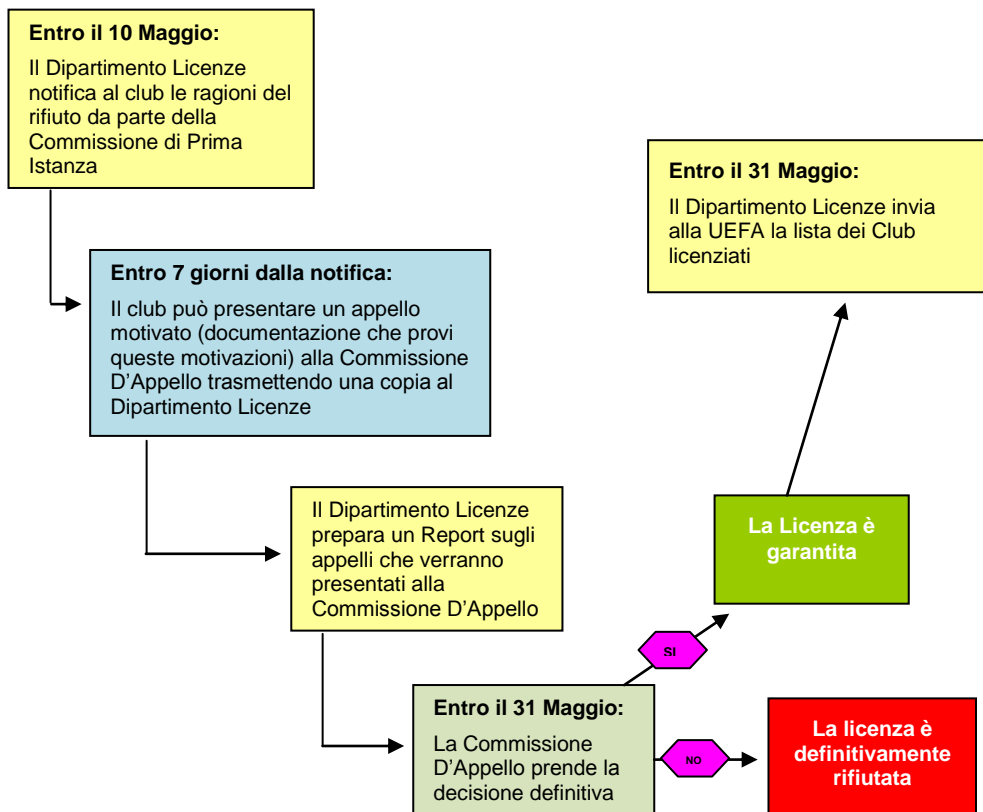 Entro il 10 Maggio:
Il Dipartimento Licenze
notifica al club le ragioni del
rifiuto da parte della
Commissione di Prima
Istanza
Entro il 31 Maggio:
Il Dipartimento Licenze invia
alla UEFA la lista dei Club
licenziati
Entro 7 giorni dalla notifica:
Il club può presentare un appello
motivato (documentazione che provi
queste motivazioni) alla Commissione
D'Appello trasmettendo una copia al
Dipartimento Licenze
Il Dipartimento Licenze
prepara un Report sugli
appelli che verranno
presentati alla
Commissione D'Appello
La Licenza è
garantita
SI
Entro il 31 Maggio:
La Commissione
D'Appello prende la
decisione definitiva
NO
La licenza è
definitivamente
rifiutata